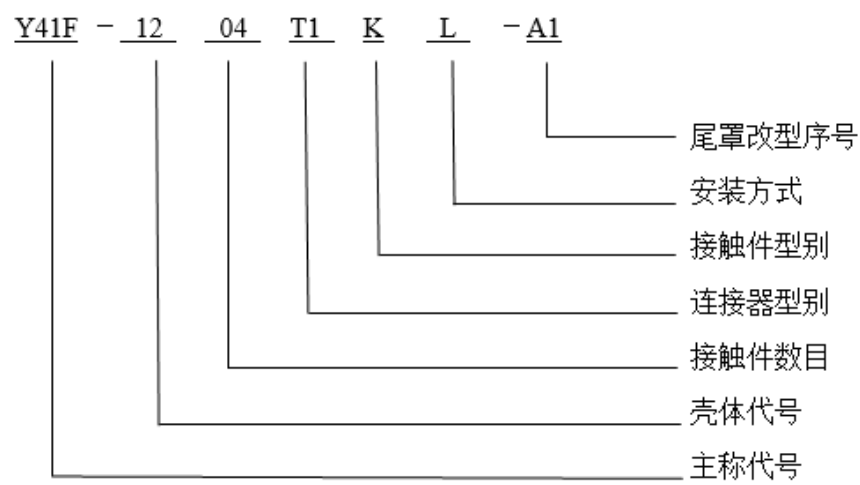 Y41F - 12 04 T1 K L - A1
尾罩改型序号
安装方式
接触件型别
连接器型别
接触件数目
壳体代号
主称代号